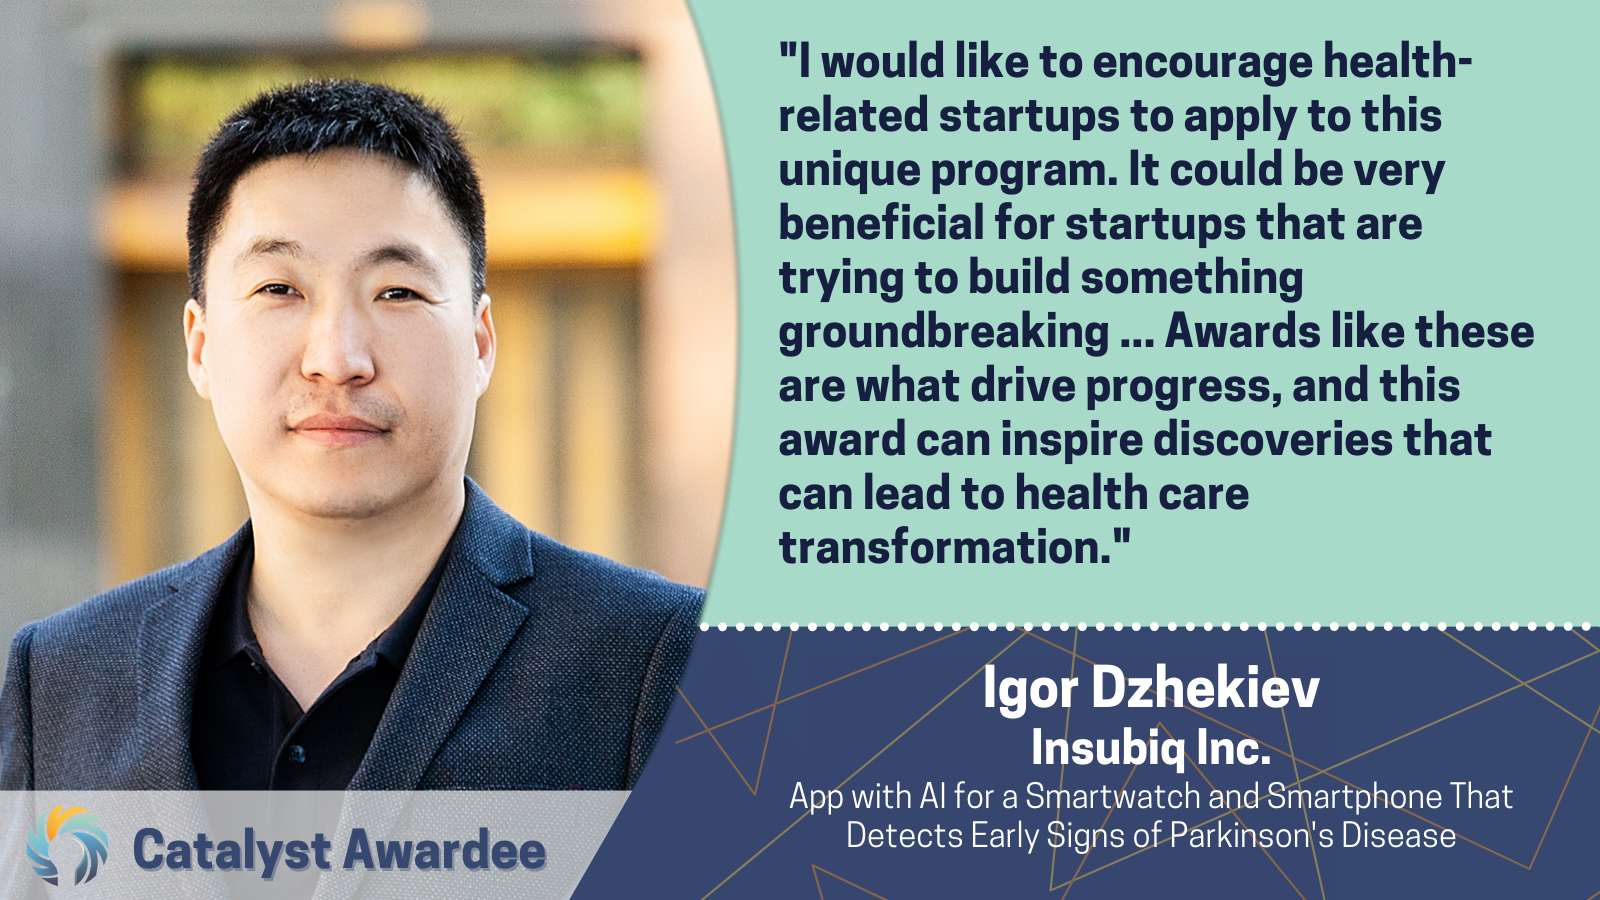 "I would like to encourage health-
related startups to apply to this
unique program. It could be very
beneficial for startups that are
trying to build something
groundbreaking ... Awards like these
are what drive progress, and this
award can inspire discoveries that
can lead to health care
transformation."
Igor Dzhekiev
Insubiq Inc.
App with AI for a Smartwatch and Smartphone That
Detects Early Signs of Parkinson's Disease
Catalyst Awardee